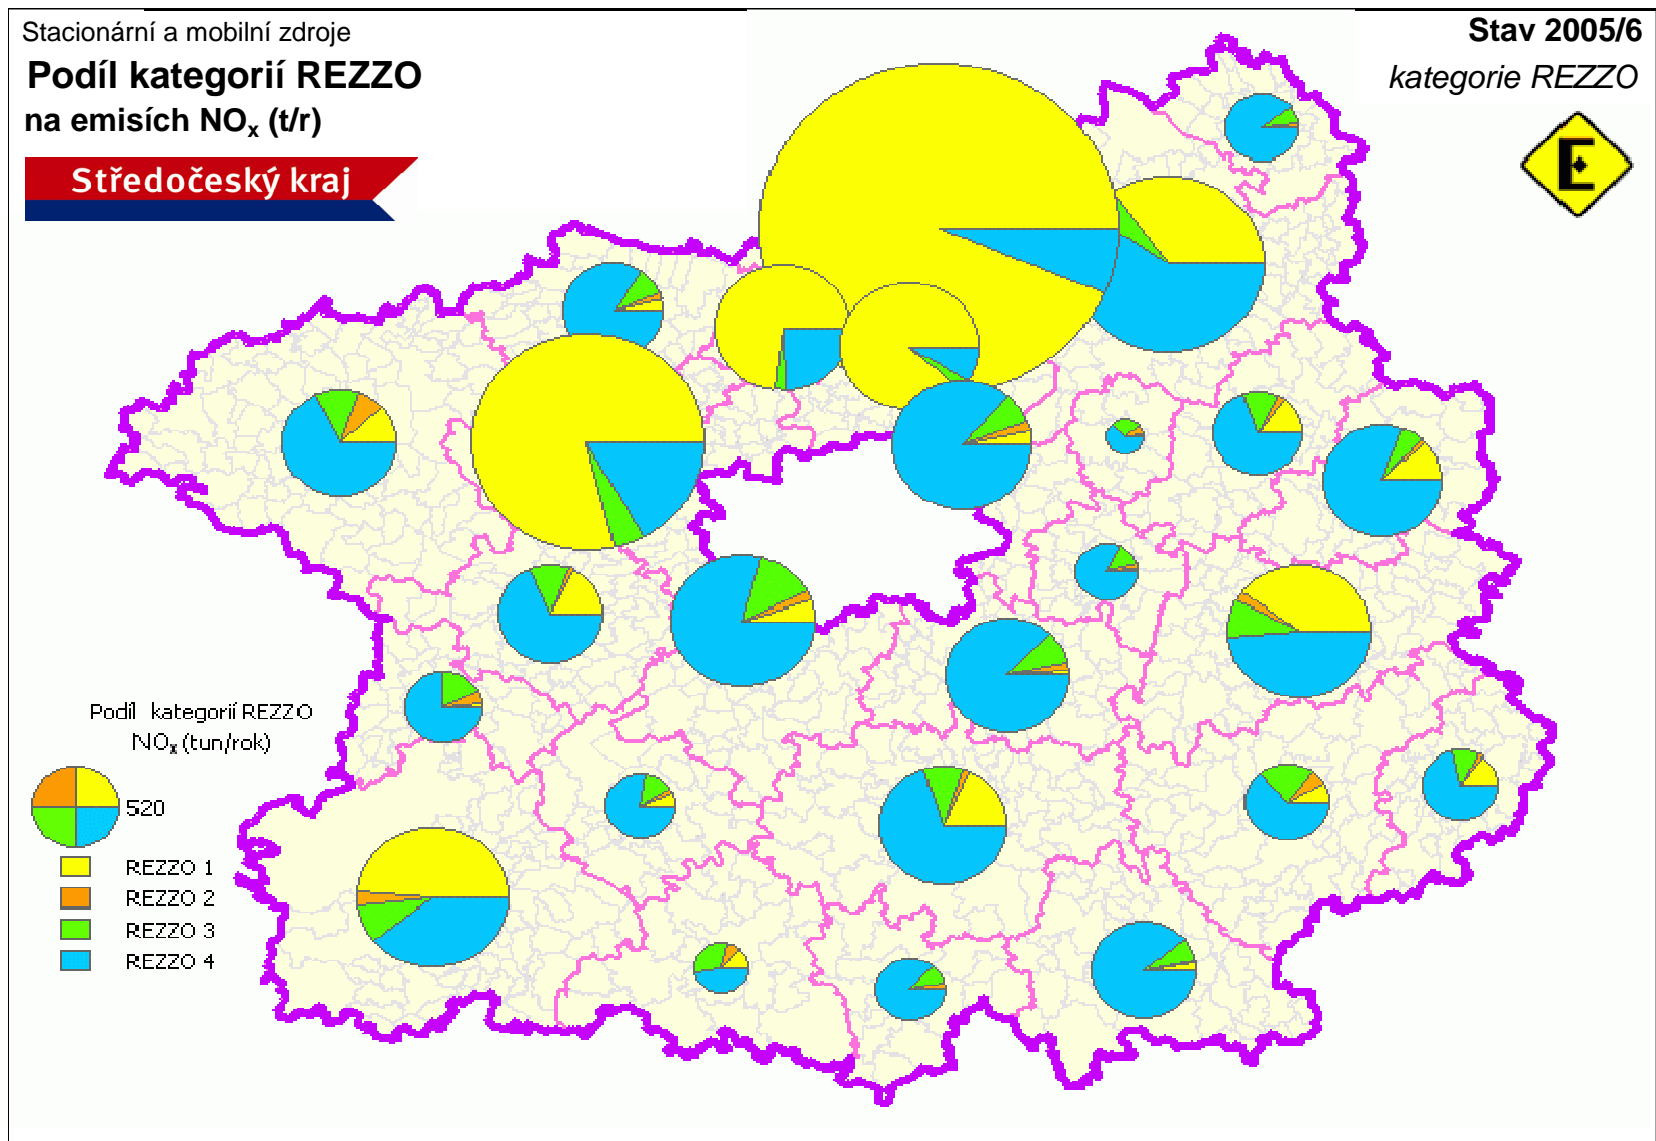 Stacionární a mobilní zdroje
Podíl kategorií REZZO
na emisích NOx (t/r)
Středočeský kraj
Stav 2005/6
kategorie REZZO
E
Podíl kategorií REZZO
NOx (tun/rok)
520
REZZO 1
REZZO 2
REZZO 3
REZZO 4